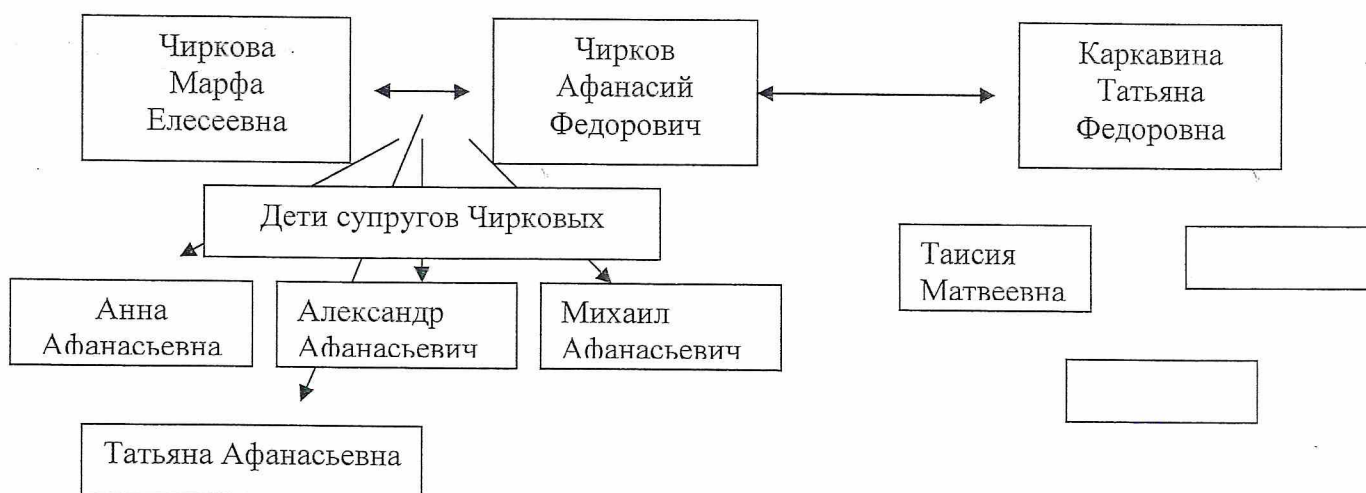 Чиркова
Марфа
Елесеевна
Чирков
Афанасий
Федорович
Каркавина
Татьяна
Федоровна
Дети супругов Чирковых
Таисия
Матвеевна
Анна
Афанасьевна
Александр
Афанасьевич
Михаил
Афанасьевич
Татьяна Афанасьевна